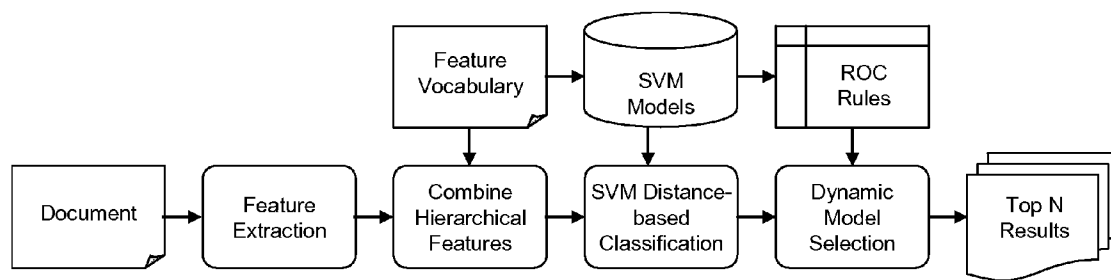 Feature
Vocabulary
SVM
Models
ROC
Rules
Document
Feature
Extraction
Combine
Hierarchical
Features
SVM Distance-
based
Classification
Dynamic
Model
Selection
Top N
Results